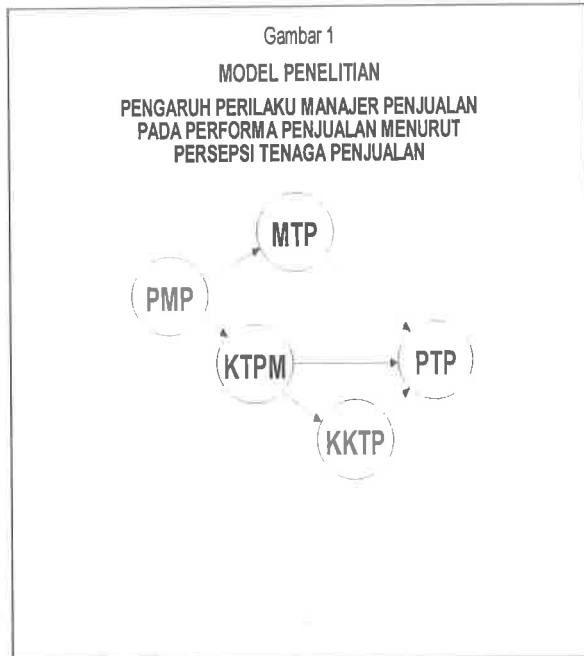 Gambar 1
MODEL PENELITIAN
PENGARUH PERILAKU MANAJER PENJUALAN
PADA PERFORMA PENJUALAN MENURUT
PERSEPSI TENAGA PENJUALAN
MTP
PMP
KTPM
PTP
KKTP